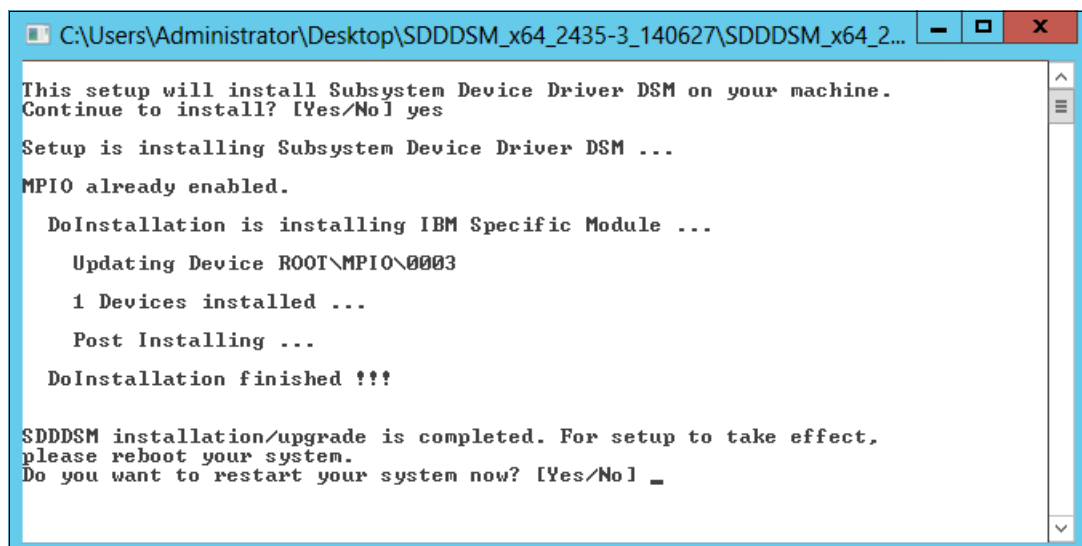 C:\Users\Administrator\Desktop\SDDDSM_x64_2435-3_140627\SDDDSM_x64_2...
This setup will install Subsystem Device Driver DSM on your machine.
Continue to install? [Yes/No] yes
Setup is installing Subsystem Device Driver DSM ...
MPIO already enabled.
DoInstallation is installing IBM Specific Module ...
Updating Device ROOT\MPIO\0003
1 Devices installed ...
Post Installing ...
DoInstallation finished !!!
SDDDSM installation/upgrade is completed. For setup to take effect,
please reboot your system.
Do you want to restart your system now? [Yes/No] _